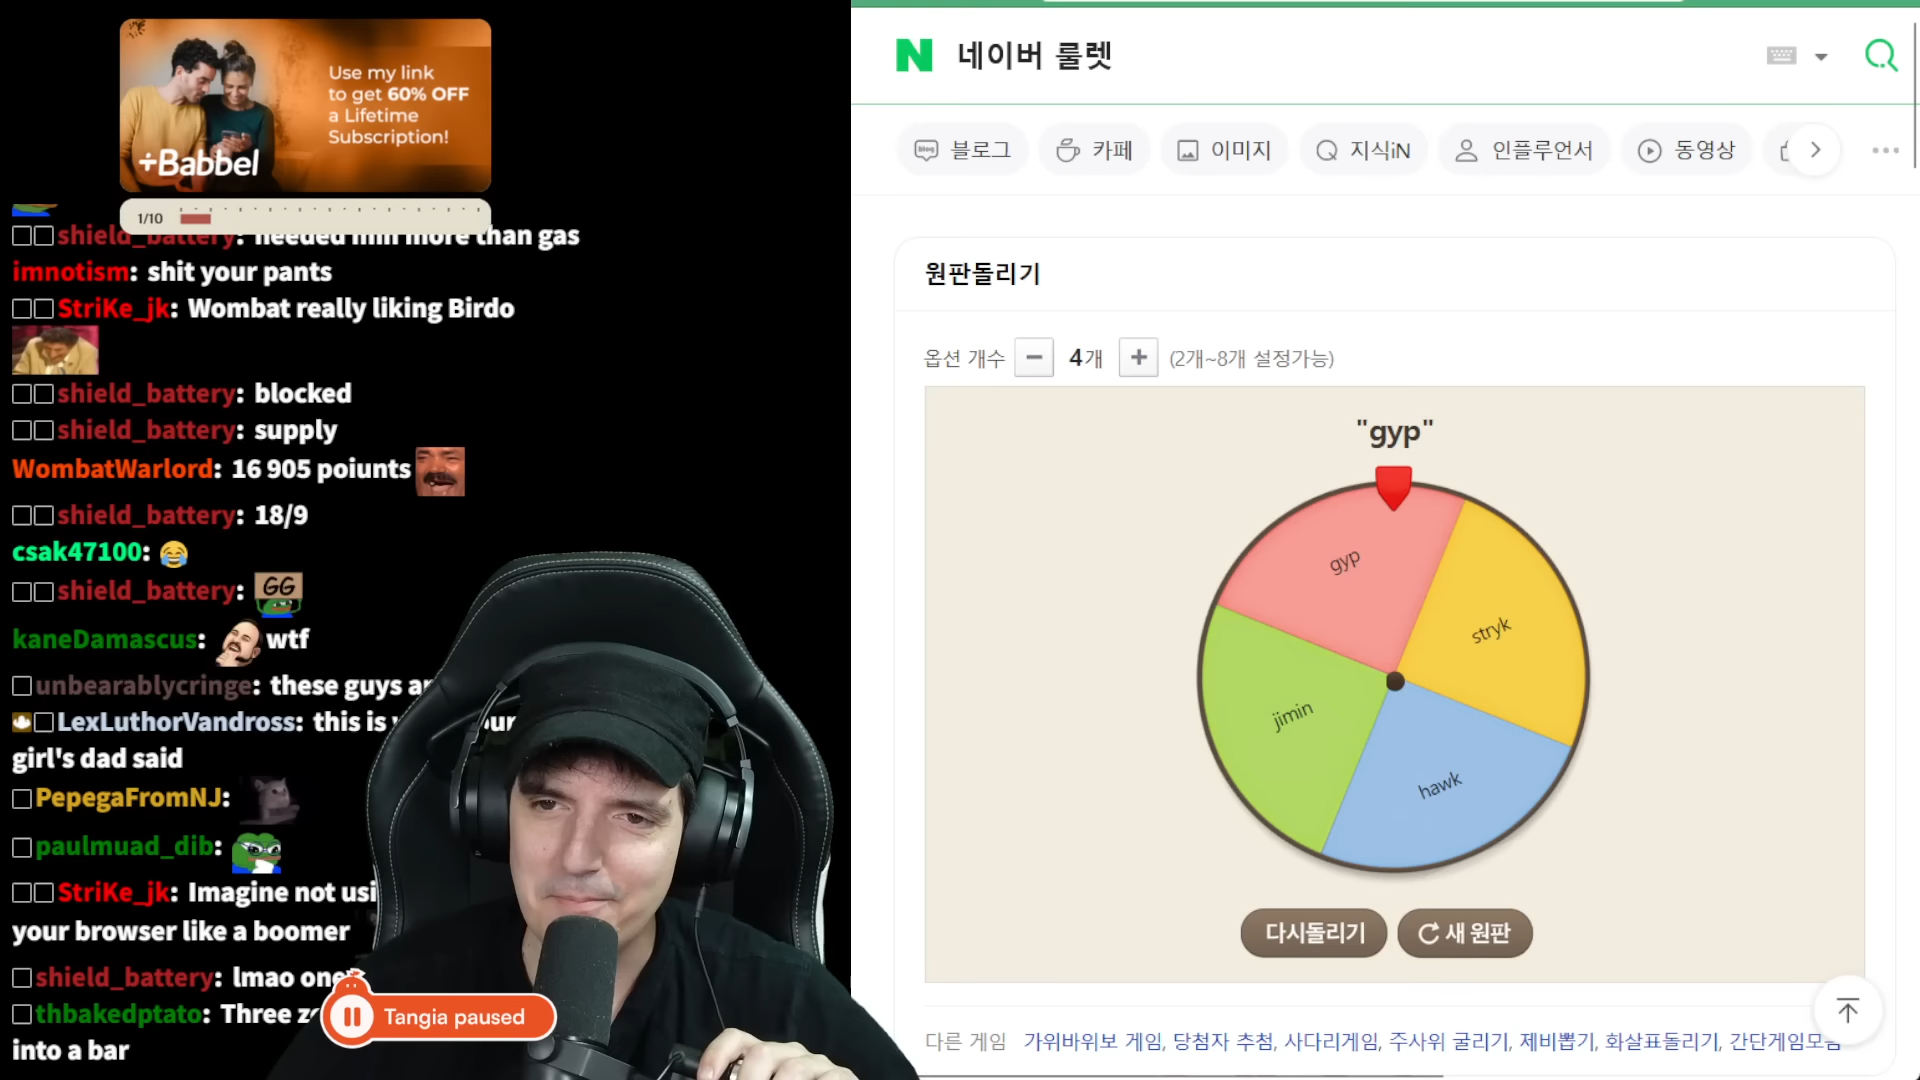 Use my link
to get 60% OFF
a Lifetime
Subscription!
+Babbel
1/10
shield_battery: needed min more than gas
imnotism: shit your pants
StriKe_jk: Wombat really liking Birdo
shield_battery: blocked
shield_battery: supply
WombatWarlord: 16 905 poiunts
shield_battery: 18/9
csak47100:
shield_battery:
GG
kaneDamascus: wtf
unbearablycringe: these guys
LexLuthorVandross: this is
girl's dad said
PepegaFromNJ:
paulmuad_dib:
StriKe_jk: Imagine not
your browser like a boomer
shield_battery: lmao
thbakedptato: Three
into a bar
Tangia paused
N 네이버 룰렛
블로그 카페 이미지 지식iN 인플루언서 동영상
원판돌리기
옵션 개수 − 4개 + (2개~8개 설정가능)
"gyp"
gyp
stryk
jimin
hawk
다시돌리기 새 원판
다른 게임 가위바위보 게임, 당첨자 추첨, 사다리게임, 주사위 굴리기, 제비뽑기, 화살표돌리기, 간단게임모음